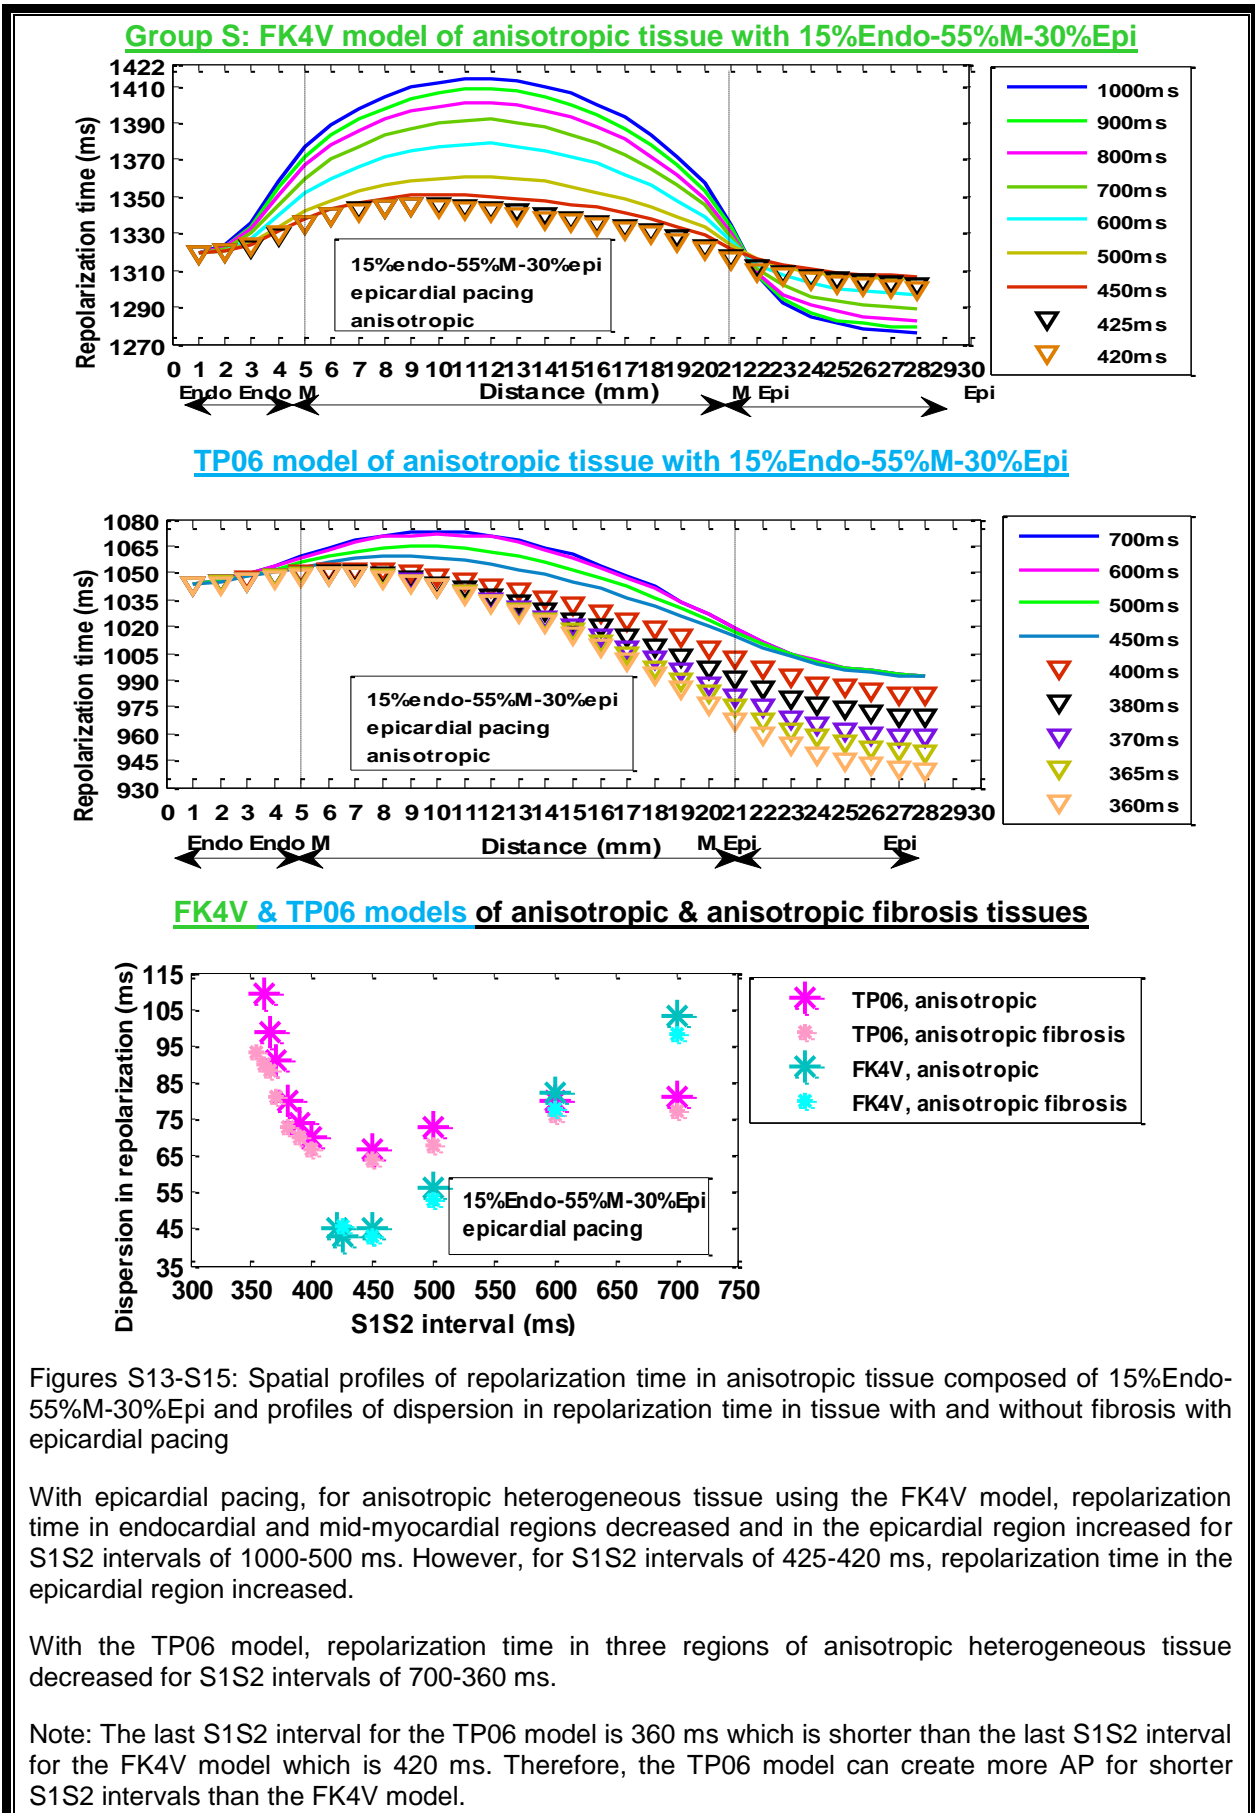 Group S: FK4V model of anisotropic tissue with 15%Endo-55%M-30%Epi
1422
1410
1390
1370
1350
1330
1310
1290
1270
Repolarization time (ms)
15%endo-55%M-30%epi
epicardial pacing
anisotropic
0 1 2 3 4 5 6 7 8 9 10 11 12 13 14 15 16 17 18 19 20 21 22 23 24 25 26 27 28 29 30
Endo Endo M Distance (mm) M Epi Epi
1000ms
900ms
800ms
700ms
600ms
500ms
450ms
425ms
420ms
TP06 model of anisotropic tissue with 15%Endo-55%M-30%Epi
1080
1065
1050
1035
1020
1005
990
975
960
945
930
Repolarization time (ms)
15%endo-55%M-30%epi
epicardial pacing
anisotropic
0 1 2 3 4 5 6 7 8 9 10 11 12 13 14 15 16 17 18 19 20 21 22 23 24 25 26 27 28 29 30
Endo Endo M Distance (mm) M Epi Epi
700ms
600ms
500ms
450ms
400ms
380ms
370ms
365ms
360ms
FK4V & TP06 models of anisotropic & anisotropic fibrosis tissues
115
105
95
85
75
65
55
45
35
Dispersion in repolarization (ms)
15%Endo-55%M-30%Epi
epicardial pacing
300 350 400 450 500 550 600 650 700 750
S1S2 interval (ms)
TP06, anisotropic
TP06, anisotropic fibrosis
FK4V, anisotropic
FK4V, anisotropic fibrosis
Figures S13-S15: Spatial profiles of repolarization time in anisotropic tissue composed of 15%Endo-
55%M-30%Epi and profiles of dispersion in repolarization time in tissue with and without fibrosis with
epicardial pacing
With epicardial pacing, for anisotropic heterogeneous tissue using the FK4V model, repolarization
time in endocardial and mid-myocardial regions decreased and in the epicardial region increased for
S1S2 intervals of 1000-500 ms. However, for S1S2 intervals of 425-420 ms, repolarization time in the
epicardial region increased.
With the TP06 model, repolarization time in three regions of anisotropic heterogeneous tissue
decreased for S1S2 intervals of 700-360 ms.
Note: The last S1S2 interval for the TP06 model is 360 ms which is shorter than the last S1S2 interval
for the FK4V model which is 420 ms. Therefore, the TP06 model can create more AP for shorter
S1S2 intervals than the FK4V model.